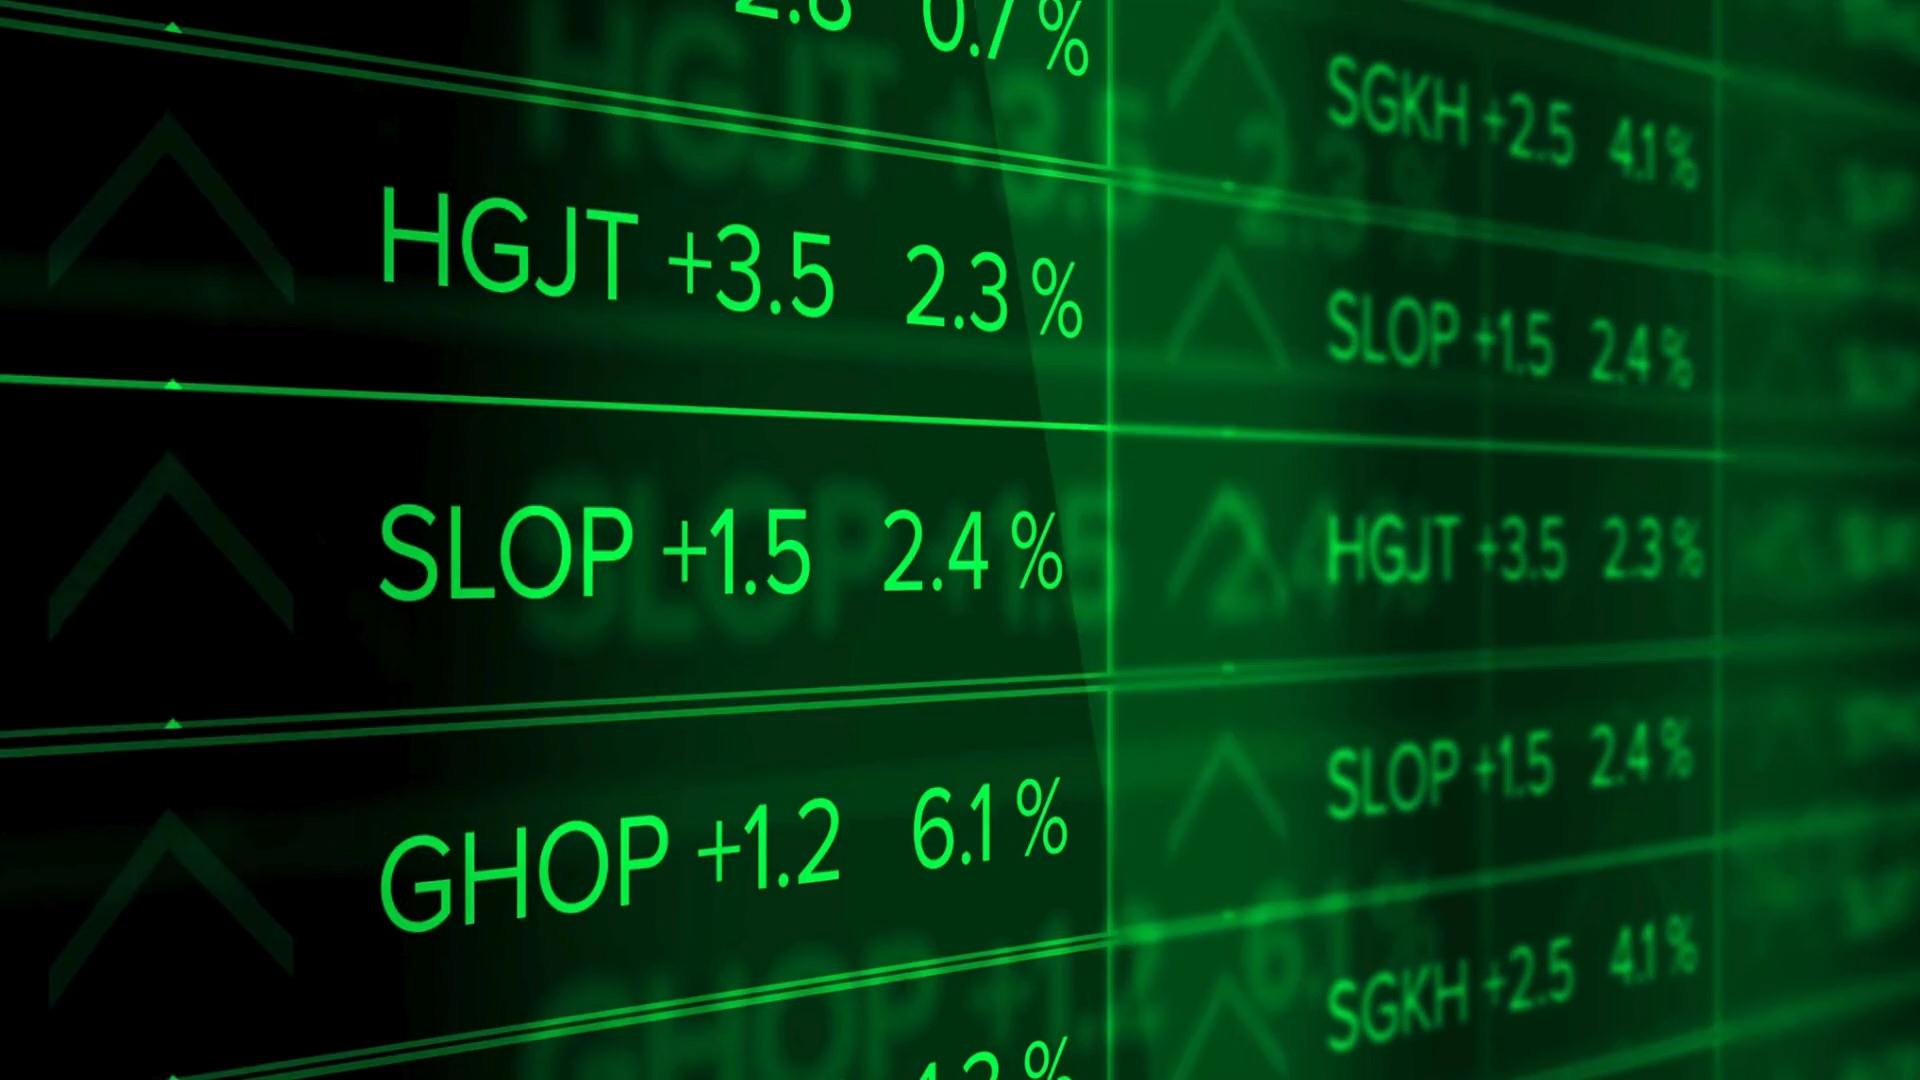 0.7 %
HGJT +3.5 2.3 %
SLOP +1.5 2.4 %
GHOP +1.2 6.1 %
SGKH +2.5 4.1 %
SLOP +1.5 2.4 %
HGJT +3.5 2.3 %
SLOP +1.5 2.4 %
SGKH +2.5 4.1 %